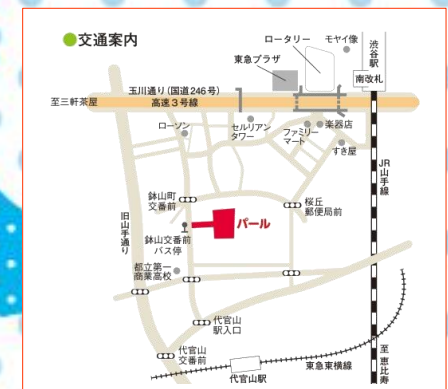 ●交通案内
ロータリー
モヤイ像
渋谷駅
東急プラザ
南改札
玉川通り(国道246号)
至三軒茶屋
高速3号線
ローソン
セルリアン
タワー
ファミリー
マート
楽器店
すき屋
JR山手線
鉢山町
交番前
桜丘
郵便局前
旧山手通り
パール
鉢山交番前
バス停
都立第一
商業高校
代官山
駅入口
代官山
交番前
東急東横線
代官山駅
至恵比寿